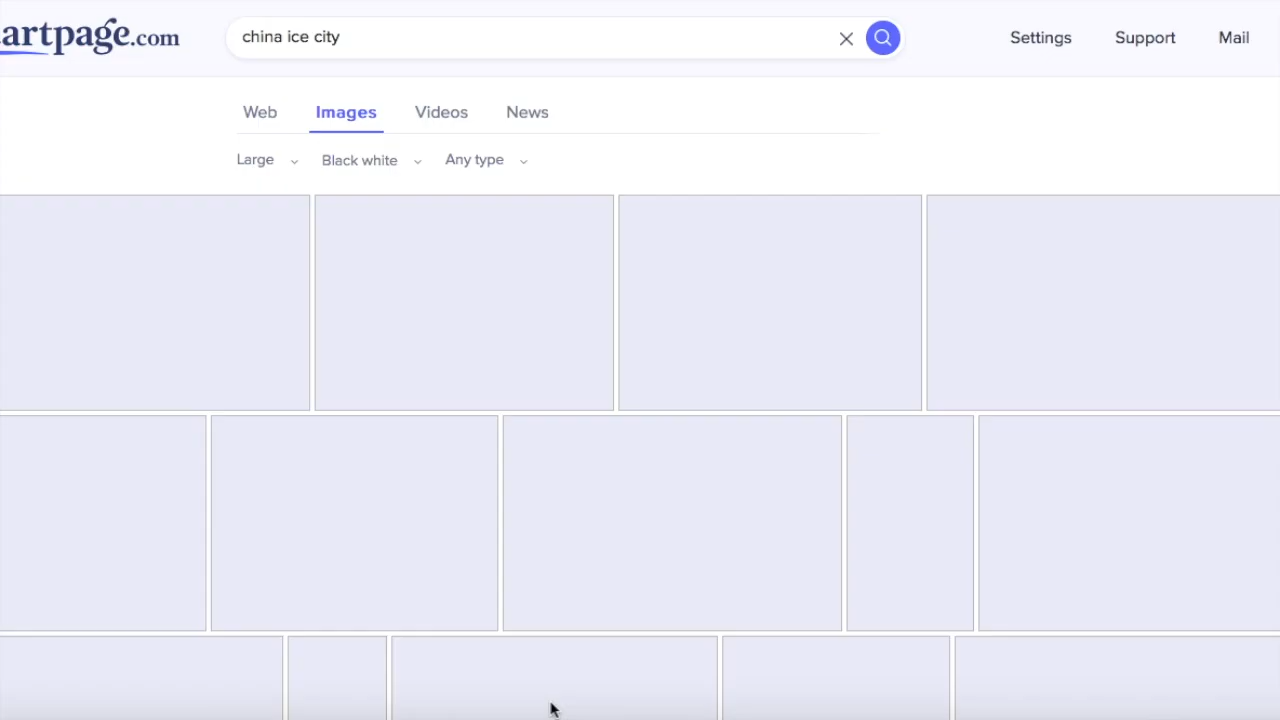 artpage.com
china ice city
Settings
Support
Mail
Web
Images
Videos
News
Large
Black white
Any type